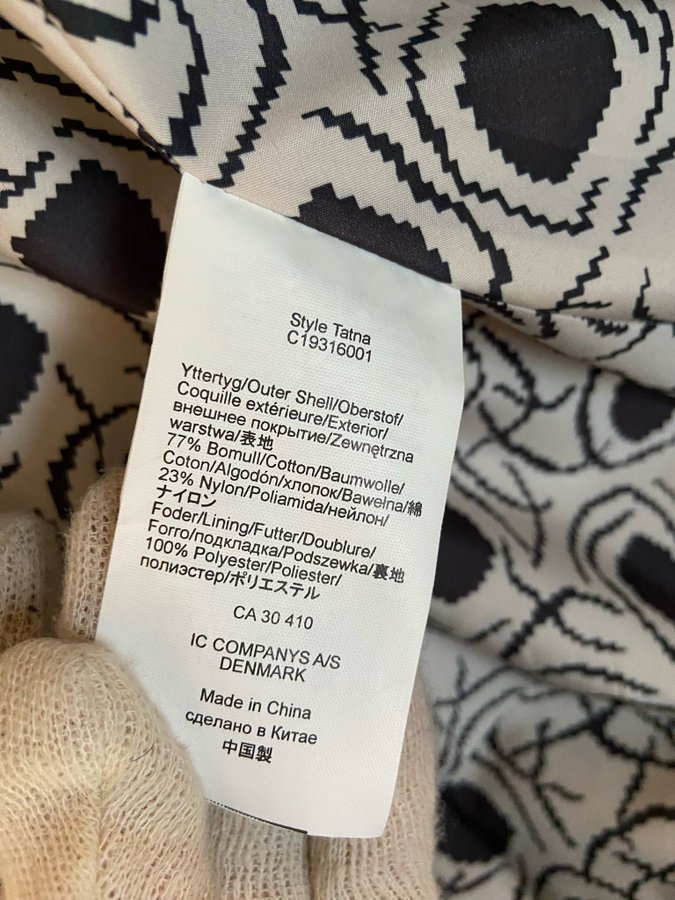 Style Tatna
C19316001
Yttertyg/Outer Shell/Oberstof/
Coquille extérieure/Exterior/
внешнее покрытие/Zewnętrzna
warstwa/表地
77% Bomull/Cotton/Baumwolle/
Coton/Algodón/хлопок/Bawełna/綿
23% Nylon/Poliamida/нейлон/
ナイロン
Foder/Lining/Futter/Doublure/
Forro/подкладка/Podszewka/裏地
100% Polyester/Poliester/
полиэстер/ポリエステル
CA 30 410
IC COMPANYS A/S
DENMARK
Made in China
сделано в Китае
中国製